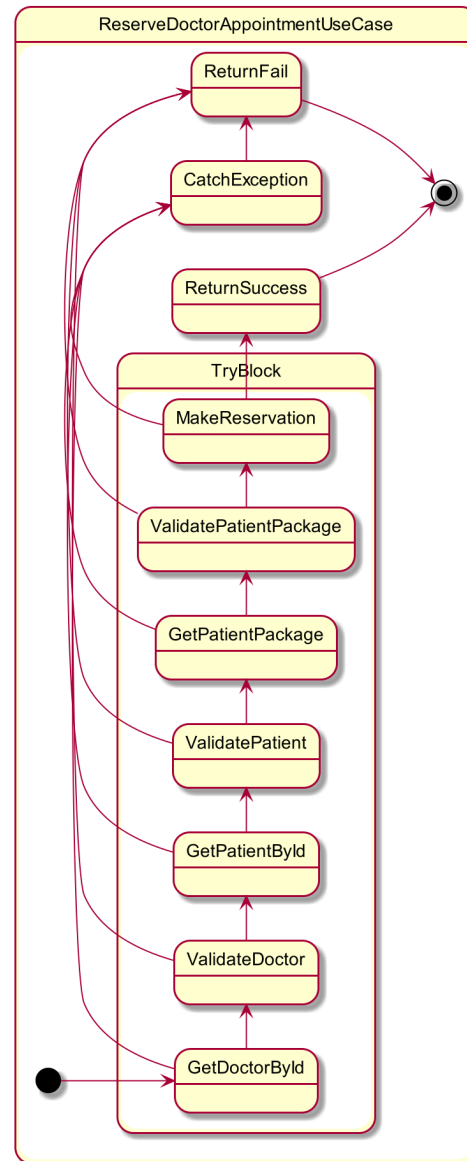 ReserveDoctorAppointmentUseCase
ReturnFail
CatchException
ReturnSuccess
TryBlock
MakeReservation
ValidatePatientPackage
GetPatientPackage
ValidatePatient
GetPatientById
ValidateDoctor
GetDoctorById